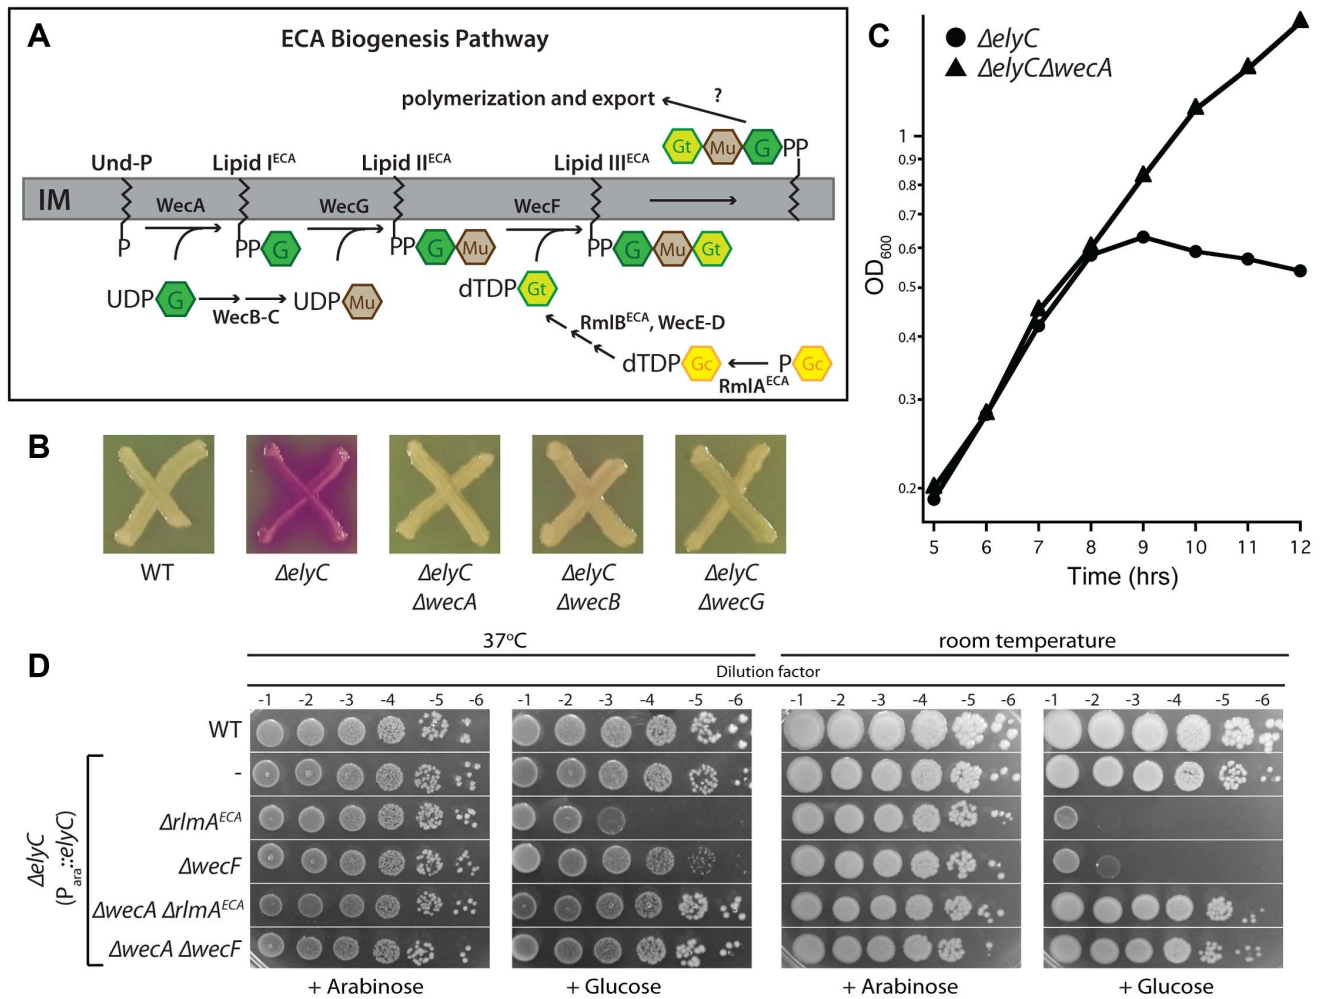 A
ECA Biogenesis Pathway
polymerization and export
?
Gt Mu G PP
Und-P Lipid I^ECA Lipid II^ECA Lipid III^ECA
IM
WecA WecG WecF
P PP G PP G Mu PP G Mu Gt
UDP G UDP Mu dTDP Gt
WecB-C
RmlB^ECA, WecE-D
dTDP Gc P Gc
RmlA^ECA
B
WT ΔelyC ΔelyC ΔelyC ΔelyC
ΔwecA ΔwecB ΔwecG
C
ΔelyC
ΔelyCΔwecA
OD600
1
0.9
0.8
0.7
0.6
0.5
0.4
0.3
0.2
5 6 7 8 9 10 11 12
Time (hrs)
D
37°C room temperature
Dilution factor
-1 -2 -3 -4 -5 -6 -1 -2 -3 -4 -5 -6 -1 -2 -3 -4 -5 -6 -1 -2 -3 -4 -5 -6
WT
-
ΔrlmA^ECA
ΔwecF
ΔwecA ΔrlmA^ECA
ΔwecA ΔwecF
ΔelyC
(Para::elyC)
+ Arabinose + Glucose + Arabinose + Glucose